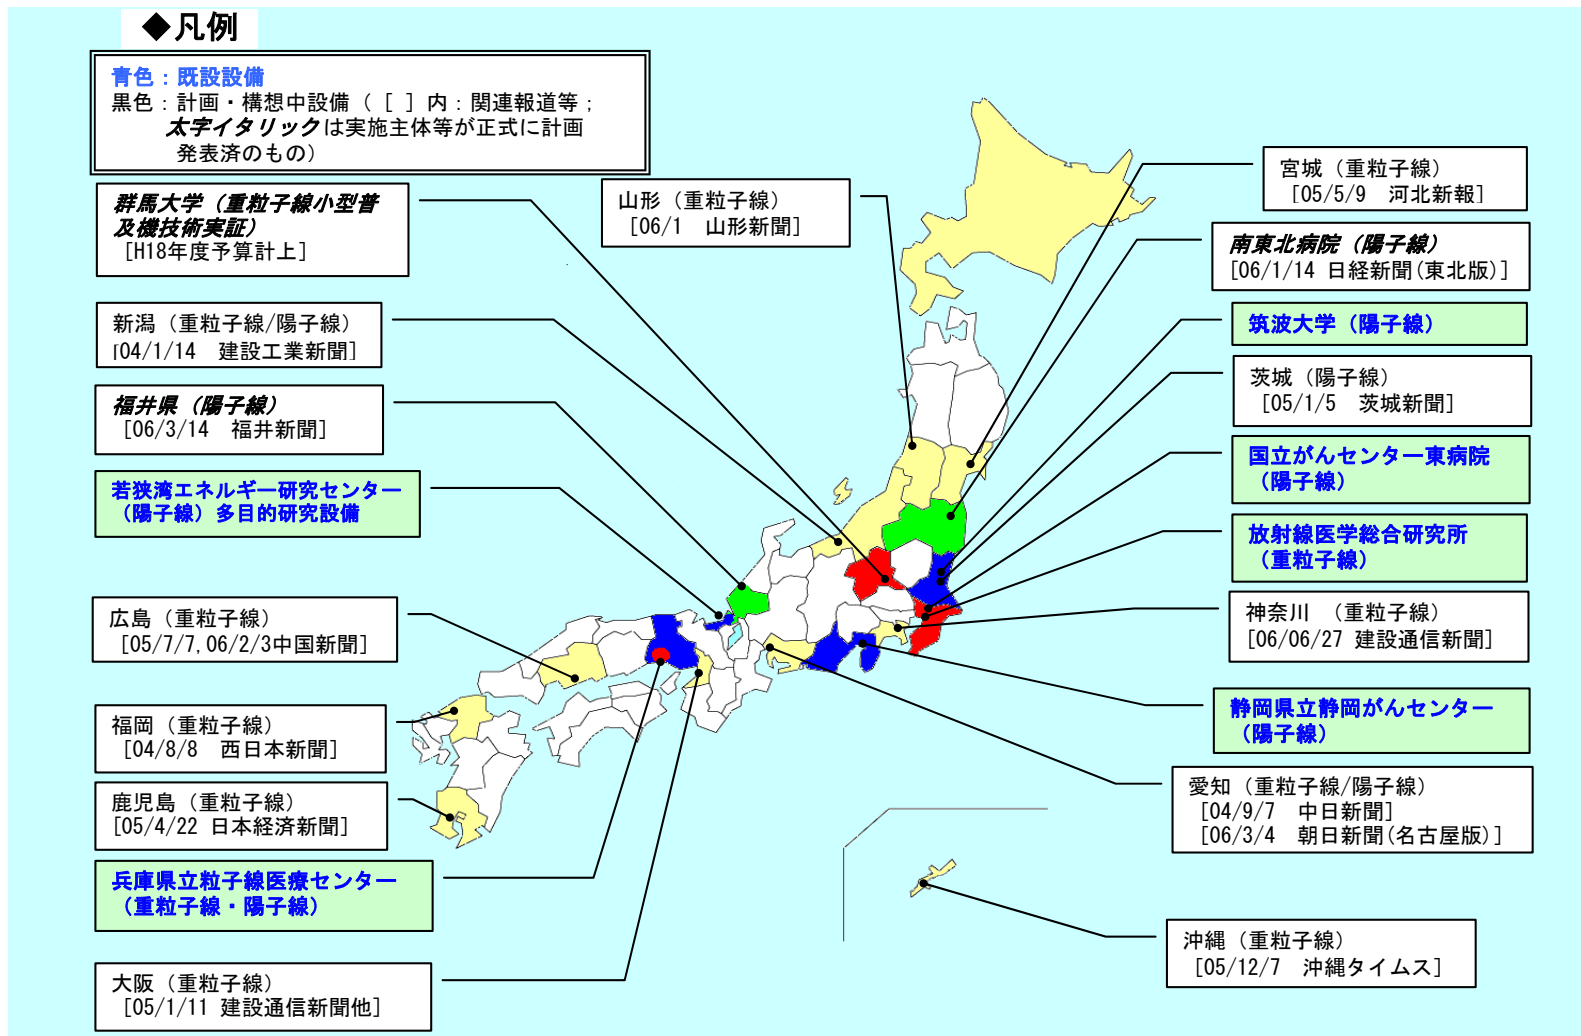 ◆凡例
青色：既設設備
黒色：計画・構想中設備（［ ］内：関連報道等；
太字イタリックは実施主体等が正式に計画
発表済のもの）
群馬大学（重粒子線小型普
及機技術実証）
[H18年度予算計上]
新潟（重粒子線/陽子線）
[04/1/14 建設工業新聞]
福井県（陽子線）
[06/3/14 福井新聞]
若狭湾エネルギー研究センター
（陽子線）多目的研究設備
広島（重粒子線）
[05/7/7,06/2/3中国新聞]
福岡（重粒子線）
[04/8/8 西日本新聞]
鹿児島（重粒子線）
[05/4/22 日本経済新聞]
兵庫県立粒子線医療センター
（重粒子線・陽子線）
大阪（重粒子線）
[05/1/11 建設通信新聞他]
山形（重粒子線）
[06/1 山形新聞]
宮城（重粒子線）
[05/5/9 河北新報]
南東北病院（陽子線）
[06/1/14 日経新聞(東北版)]
筑波大学（陽子線）
茨城（陽子線）
[05/1/5 茨城新聞]
国立がんセンター東病院
（陽子線）
放射線医学総合研究所
（重粒子線）
神奈川 （重粒子線）
[06/06/27 建設通信新聞]
静岡県立静岡がんセンター
（陽子線）
愛知（重粒子線/陽子線）
[04/9/7 中日新聞]
[06/3/4 朝日新聞(名古屋版)]
沖縄（重粒子線）
[05/12/7 沖縄タイムス]